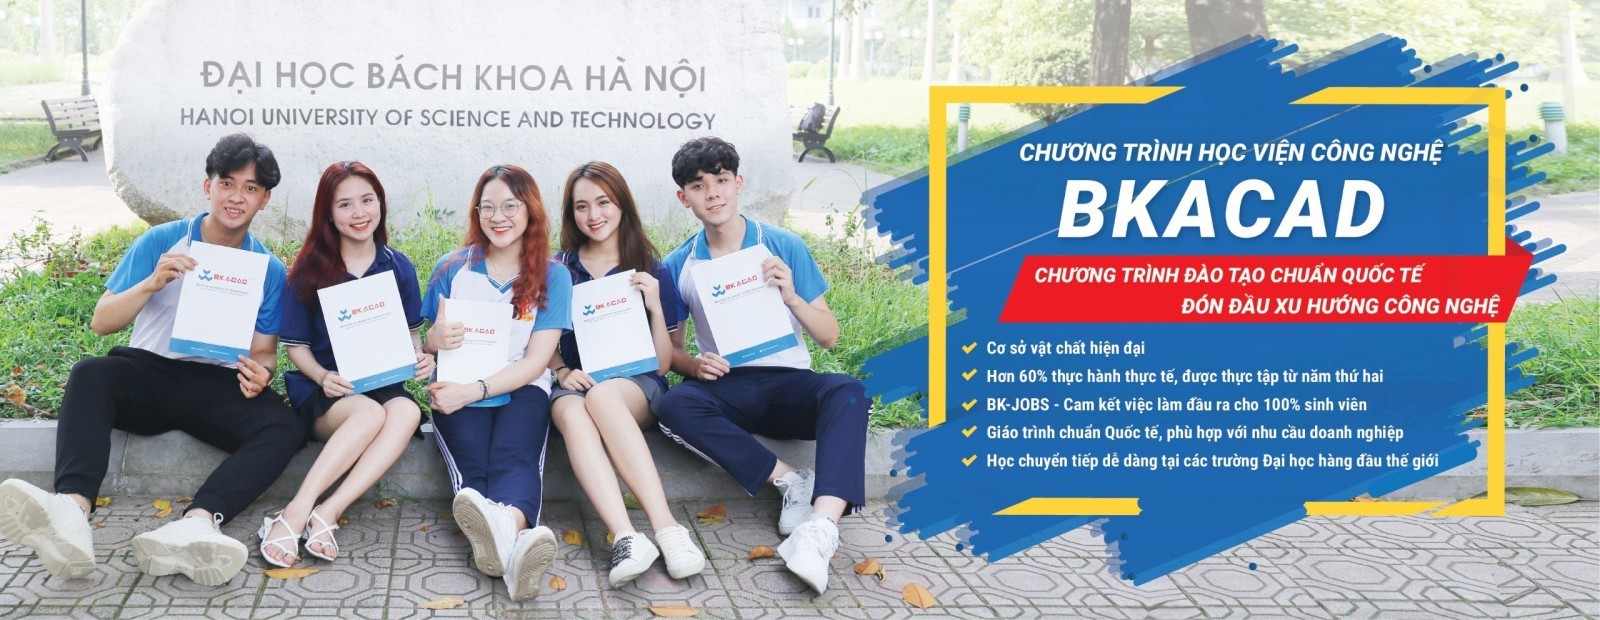 ĐẠI HỌC BÁCH KHOA HÀ NỘI
HANOI UNIVERSITY OF SCIENCE AND TECHNOLOGY
BKACAD
BKACAD
BKACAD
BKACAD
BKACAD
CHƯƠNG TRÌNH HỌC VIỆN CÔNG NGHỆ
BKACAD
CHƯƠNG TRÌNH ĐÀO TẠO CHUẨN QUỐC TẾ
ĐÓN ĐẦU XU HƯỚNG CÔNG NGHỆ
Cơ sở vật chất hiện đại
Hơn 60% thực hành thực tế, được thực tập từ năm thứ hai
BK-JOBS - Cam kết việc làm đầu ra cho 100% sinh viên
Giáo trình chuẩn Quốc tế, phù hợp với nhu cầu doanh nghiệp
Học chuyển tiếp dễ dàng tại các trường Đại học hàng đầu thế giới